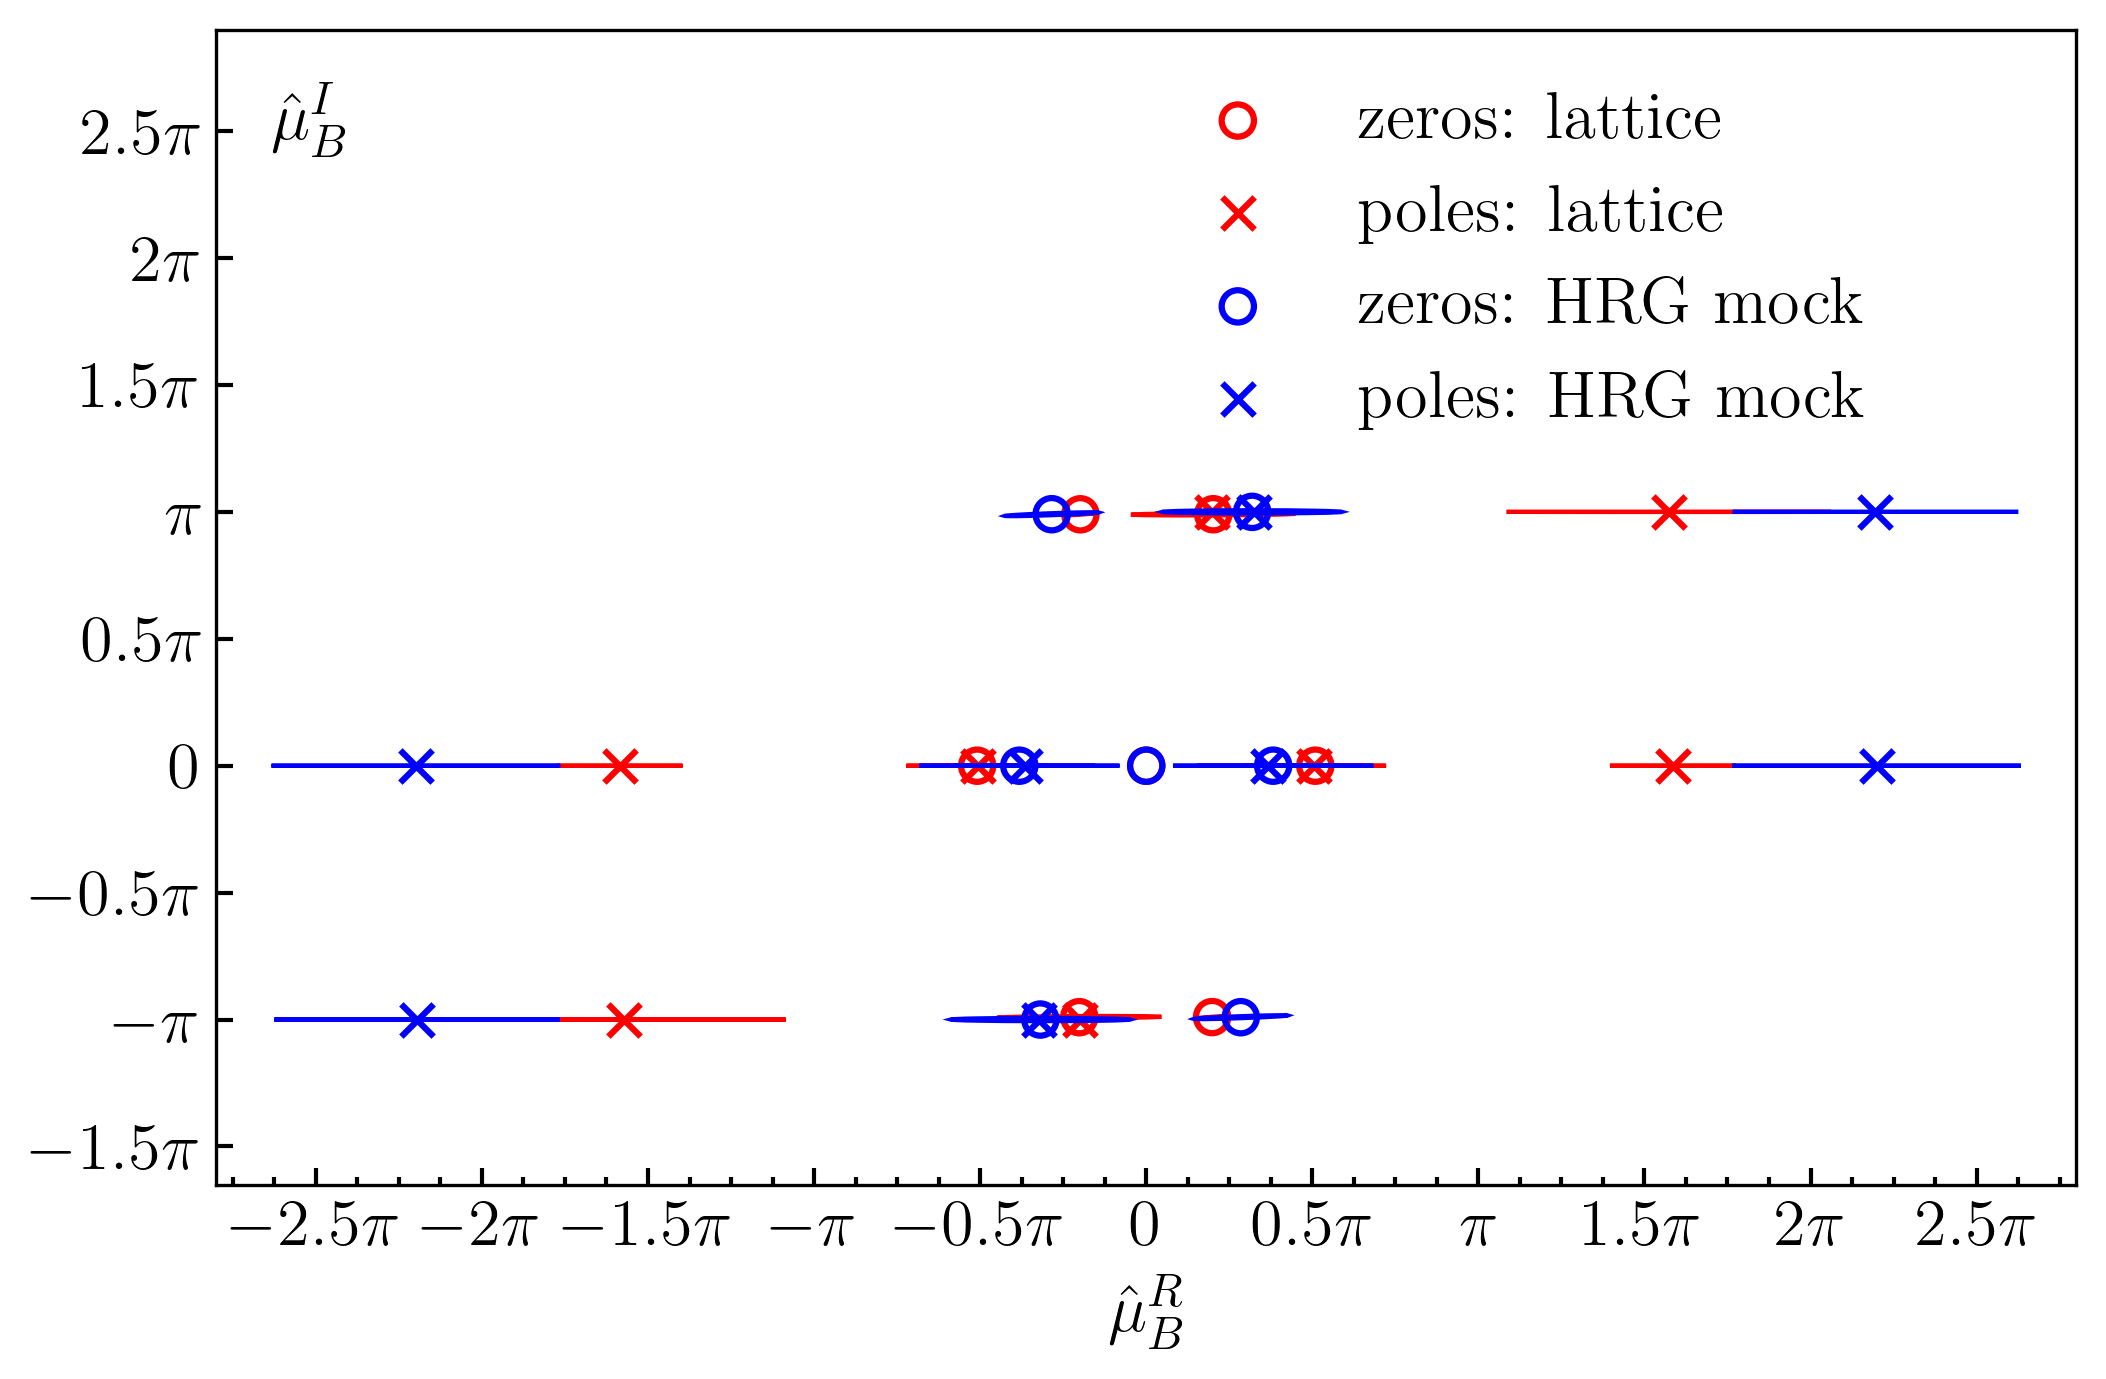 μ̂_B^I
zeros: lattice
poles: lattice
zeros: HRG mock
poles: HRG mock
2.5π
2π
1.5π
π
0.5π
0
−0.5π
−π
−1.5π
−2.5π −2π −1.5π −π −0.5π 0 0.5π π 1.5π 2π 2.5π
μ̂_B^R